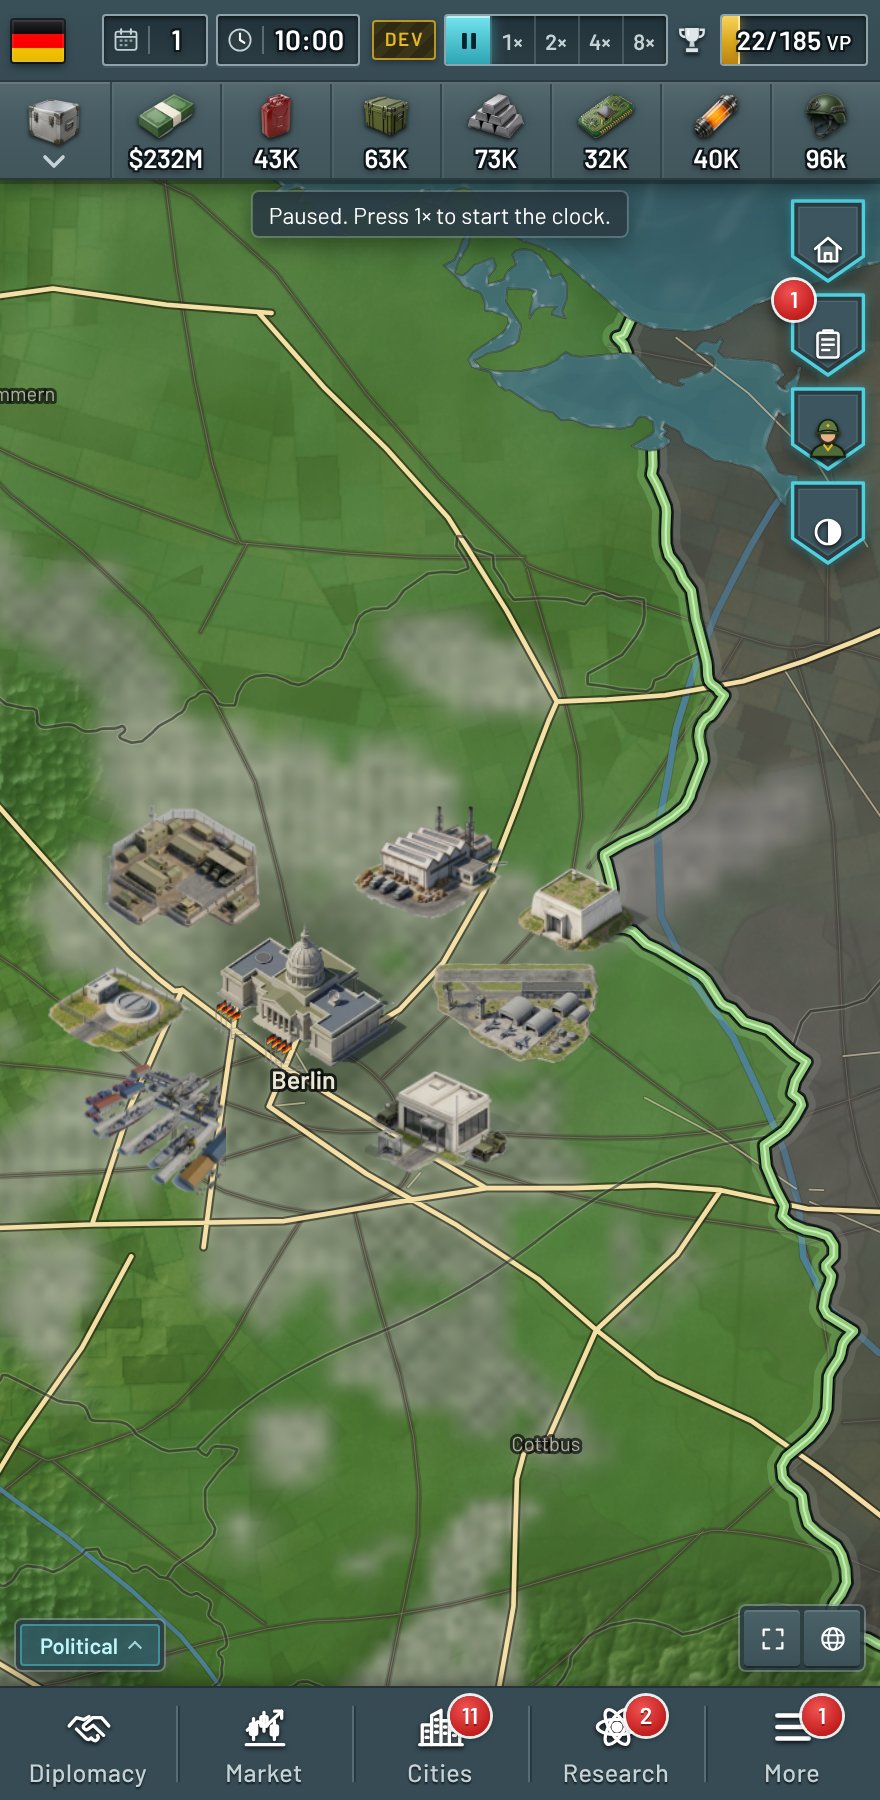 1
10:00
DEV
1×
2×
4×
8×
22/185 VP
$232M
43K
63K
73K
32K
40K
96k
Paused. Press 1× to start the clock.
1
mmern
Berlin
Cottbus
Political
11
2
1
Diplomacy
Market
Cities
Research
More